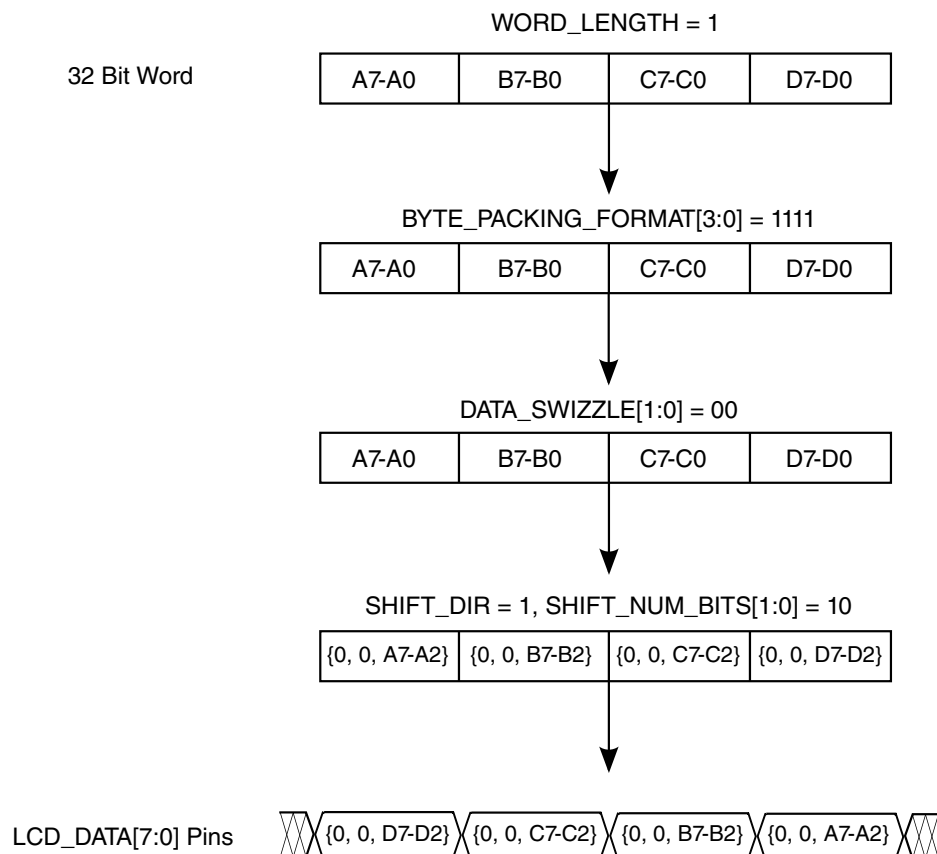 WORD_LENGTH = 1
32 Bit Word
A7-A0 B7-B0 C7-C0 D7-D0
BYTE_PACKING_FORMAT[3:0] = 1111
A7-A0 B7-B0 C7-C0 D7-D0
DATA_SWIZZLE[1:0] = 00
A7-A0 B7-B0 C7-C0 D7-D0
SHIFT_DIR = 1, SHIFT_NUM_BITS[1:0] = 10
{0, 0, A7-A2} {0, 0, B7-B2} {0, 0, C7-C2} {0, 0, D7-D2}
LCD_DATA[7:0] Pins {0, 0, D7-D2} {0, 0, C7-C2} {0, 0, B7-B2} {0, 0, A7-A2}